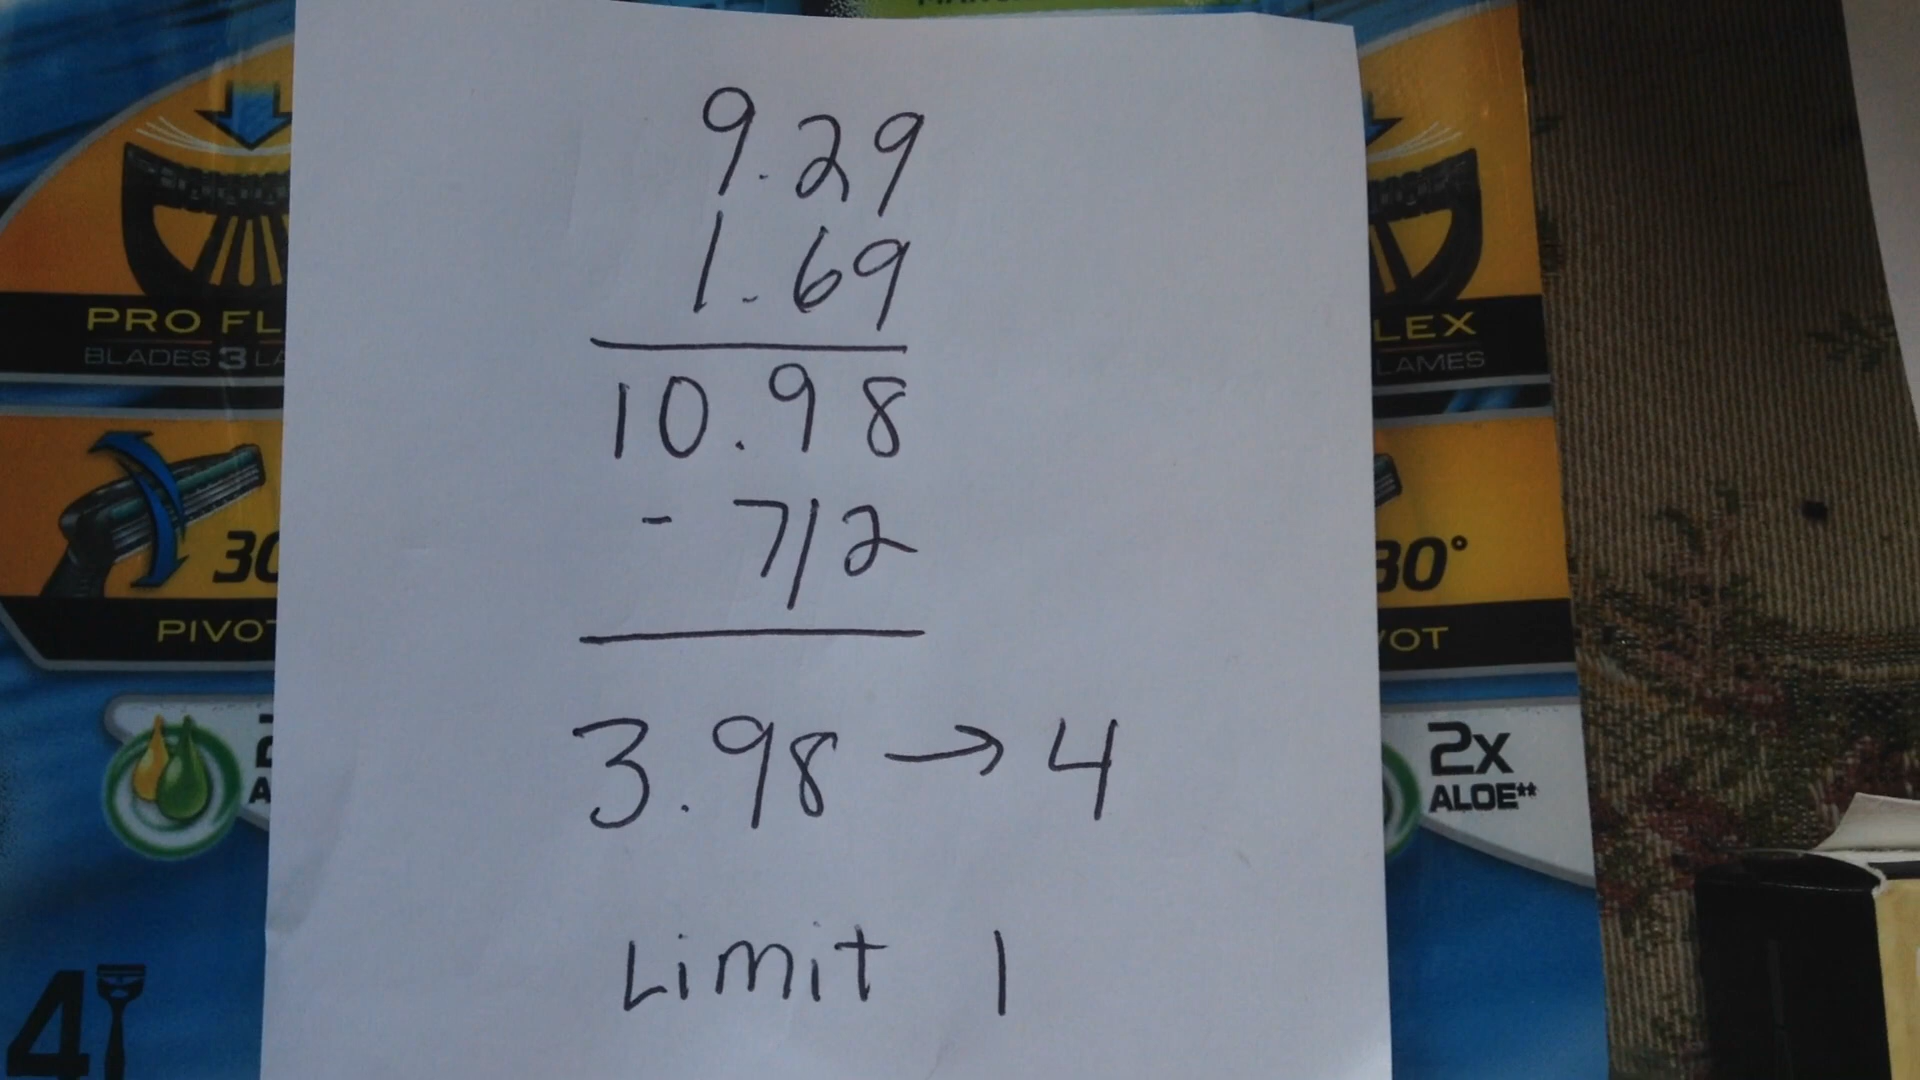 9.29
1.69
10.98
- 7/2
3.98 → 4
Limit 1
PRO FL
BLADES 3 LA
30
PIVOT
4
LEX
LAMES
30°
VOT
2x
ALOE**